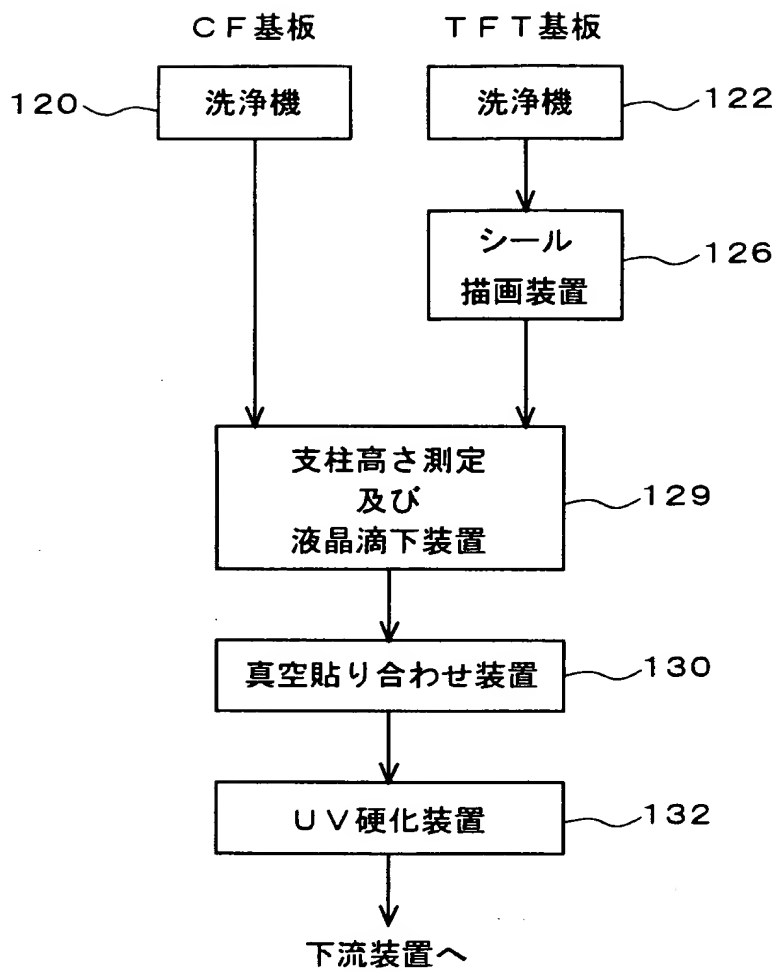 CF基板
TFT基板
120
洗浄機
洗浄機
122
シール
描画装置
126
支柱高さ測定
及び
液晶滴下装置
129
真空貼り合わせ装置
130
UV硬化装置
132
下流装置へ